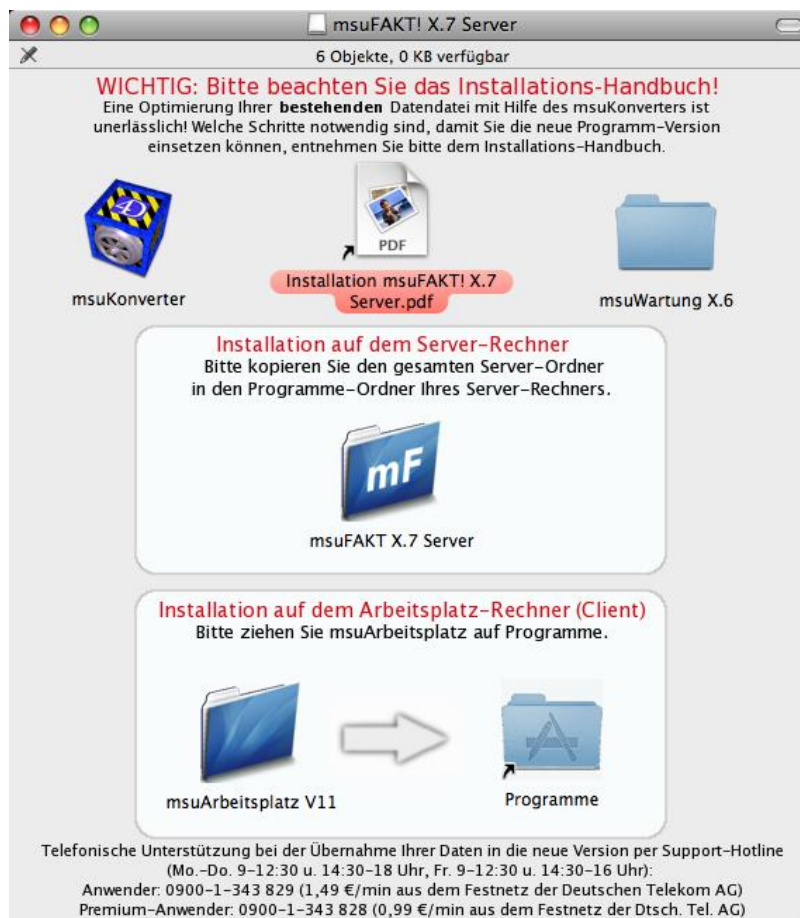 msuFAKT! X.7 Server
6 Objekte, 0 KB verfügbar
WICHTIG: Bitte beachten Sie das Installations-Handbuch!
Eine Optimierung Ihrer bestehenden Datendatei mit Hilfe des msuKonverters ist
unerlässlich! Welche Schritte notwendig sind, damit Sie die neue Programm-Version
einsetzen können, entnehmen Sie bitte dem Installations-Handbuch.
4D
PDF
msuKonverter
Installation msuFAKT! X.7
Server.pdf
msuWartung X.6
Installation auf dem Server-Rechner
Bitte kopieren Sie den gesamten Server-Ordner
in den Programme-Ordner Ihres Server-Rechners.
mF
msuFAKT X.7 Server
Installation auf dem Arbeitsplatz-Rechner (Client)
Bitte ziehen Sie msuArbeitsplatz auf Programme.
msuArbeitsplatz V11
Programme
Telefonische Unterstützung bei der Übernahme Ihrer Daten in die neue Version per Support-Hotline
(Mo.-Do. 9-12:30 u. 14:30-18 Uhr, Fr. 9-12:30 u. 14:30-16 Uhr):
Anwender: 0900-1-343 829 (1,49 €/min aus dem Festnetz der Deutschen Telekom AG)
Premium-Anwender: 0900-1-343 828 (0,99 €/min aus dem Festnetz der Dtsch. Tel. AG)